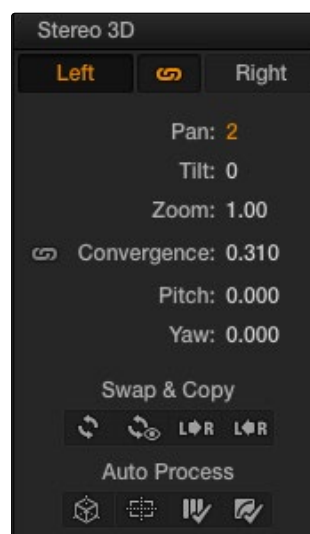 Stereo 3D
Left Right
Pan: 2
Tilt: 0
Zoom: 1.00
Convergence: 0.310
Pitch: 0.000
Yaw: 0.000
Swap & Copy
L R L R
Auto Process